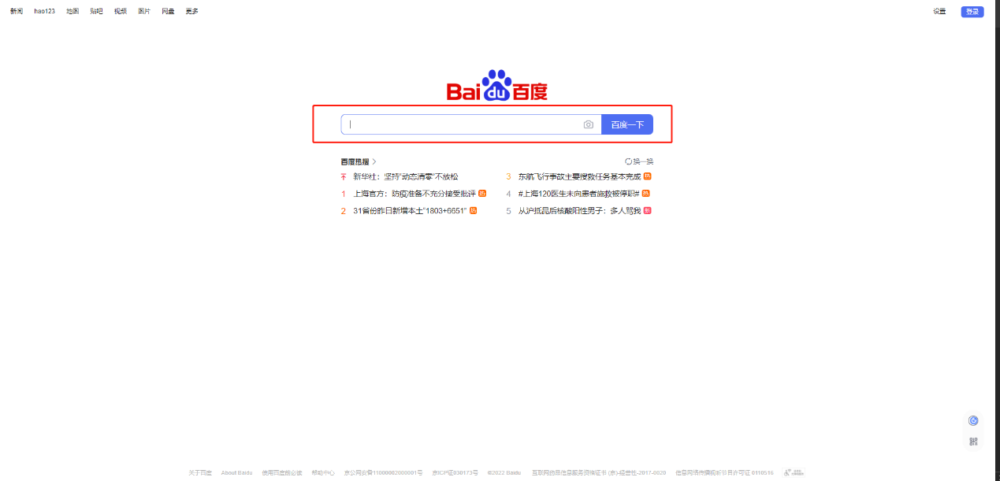 新闻 hao123 地图 贴吧 视频 图片 网盘 更多 设置 登录
Bai du 百度
百度一下
百度热搜 换一换
新华社：坚持“动态清零”不放松
3 东航飞行事故主要搜救任务基本完成 热
1 上海官方：防疫准备不充分接受批评 热
4 #上海120医生未向患者施救被停职# 热
2 31省份昨日新增本土“1803+6651” 热
5 从沪抵昆后核酸阳性男子：多人骂我 新
关于百度 About Baidu 使用百度前必读 帮助中心 京公网安备11000002000001号 京ICP证030173号 ©2022 Baidu 互联网药品信息服务资格证书 (京)-经营性-2017-0020 信息网络传播视听节目许可证 0110516